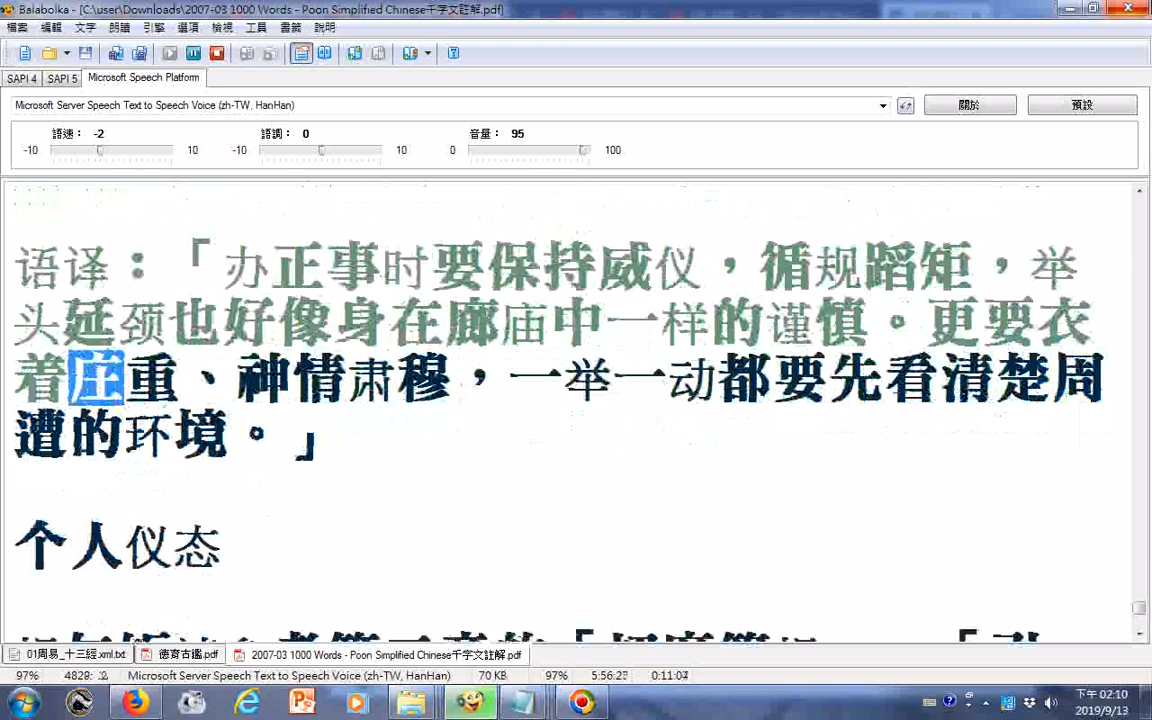 Balabolka - [C:\user\Downloads\2007-03 1000 Words - Poon Simplified Chinese千字文註解.pdf]
檔案 編輯 文字 朗讀 引擎 選項 檢視 工具 書籤 說明
SAPI 4 SAPI 5 Microsoft Speech Platform
Microsoft Server Speech Text to Speech Voice (zh-TW, HanHan) 關於 預設
語速： -2 語調： 0 音量： 95
-10 10 -10 10 0 100
语译：「办正事时要保持威仪，循规蹈矩，举
头延颈也好像身在廊庙中一样的谨慎。更要衣
着庄重、神情肃穆，一举一动都要先看清楚周
遭的环境。」
个人仪态
01周易_十三經.xml.txt 德育古鑑.pdf 2007-03 1000 Words - Poon Simplified Chinese千字文註解.pdf
97% 4828: Microsoft Server Speech Text to Speech Voice (zh-TW, HanHan) 70 KB 97% 5:56:23
下午 02:10
2019/9/13